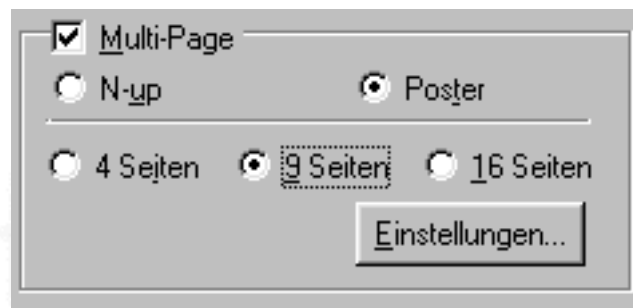 Multi-Page
N-up Poster
4 Seiten 9 Seiten 16 Seiten
Einstellungen...